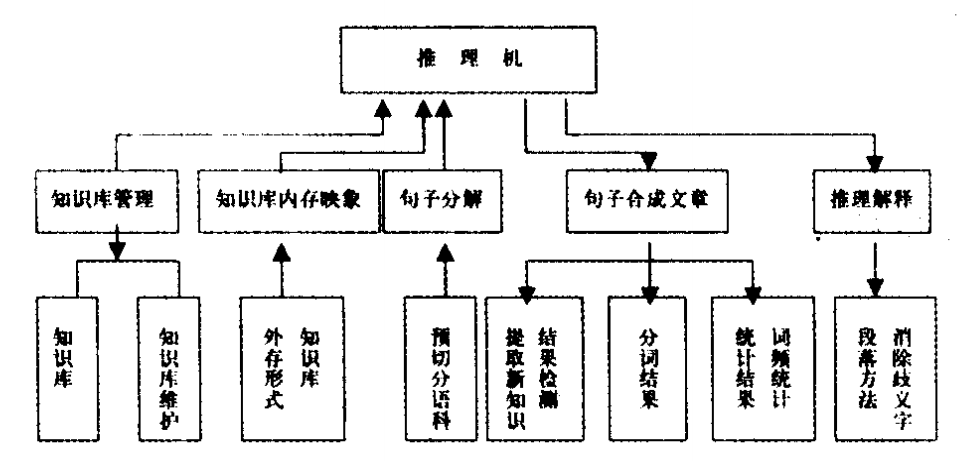 推理机
知识库管理
知识库内存映象
句子分解
句子合成文章
推理解释
知识库
知识库维护
知识库
外存形式
预切分语科
结果检测
提取新知识
分词结果
词频统计
统计结果
消除歧义字
段落方法